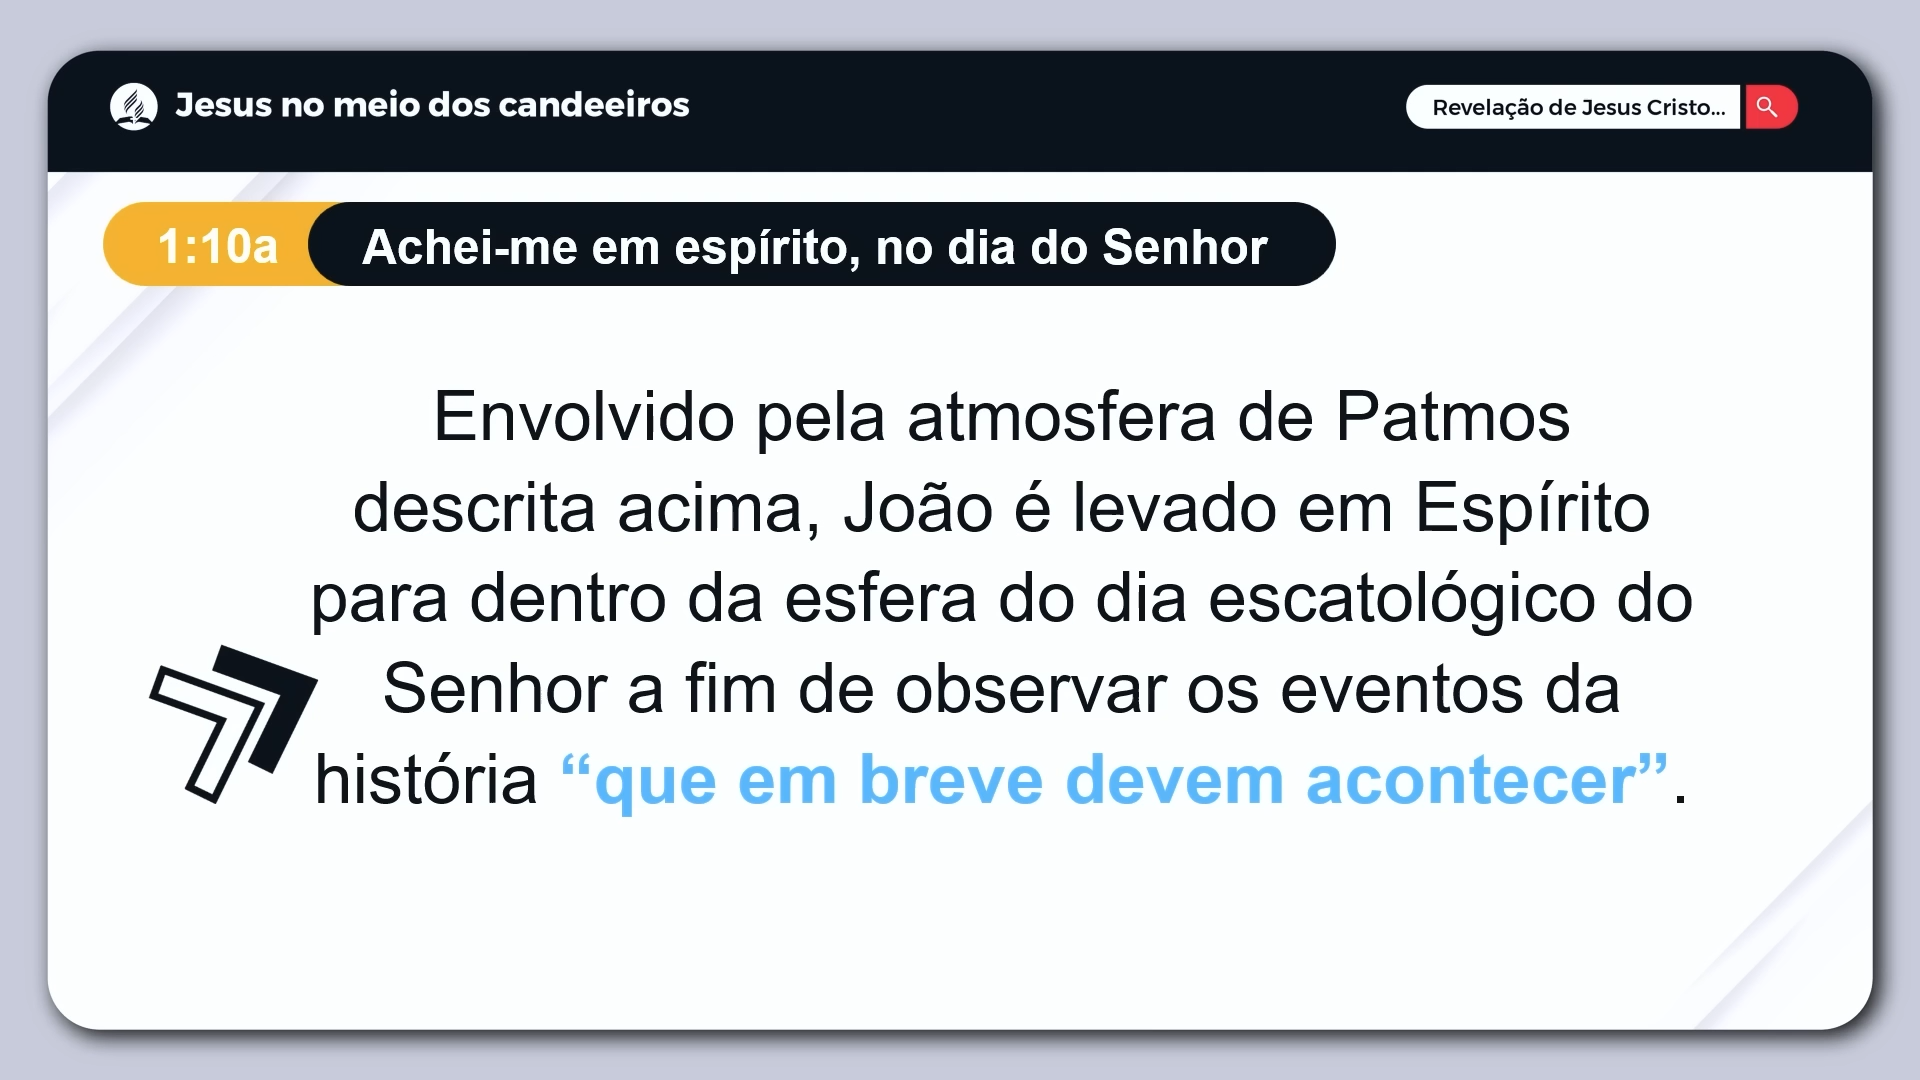 Jesus no meio dos candeeiros
Revelação de Jesus Cristo...
1:10a
Achei-me em espírito, no dia do Senhor
Envolvido pela atmosfera de Patmos
descrita acima, João é levado em Espírito
para dentro da esfera do dia escatológico do
Senhor a fim de observar os eventos da
história “que em breve devem acontecer”.